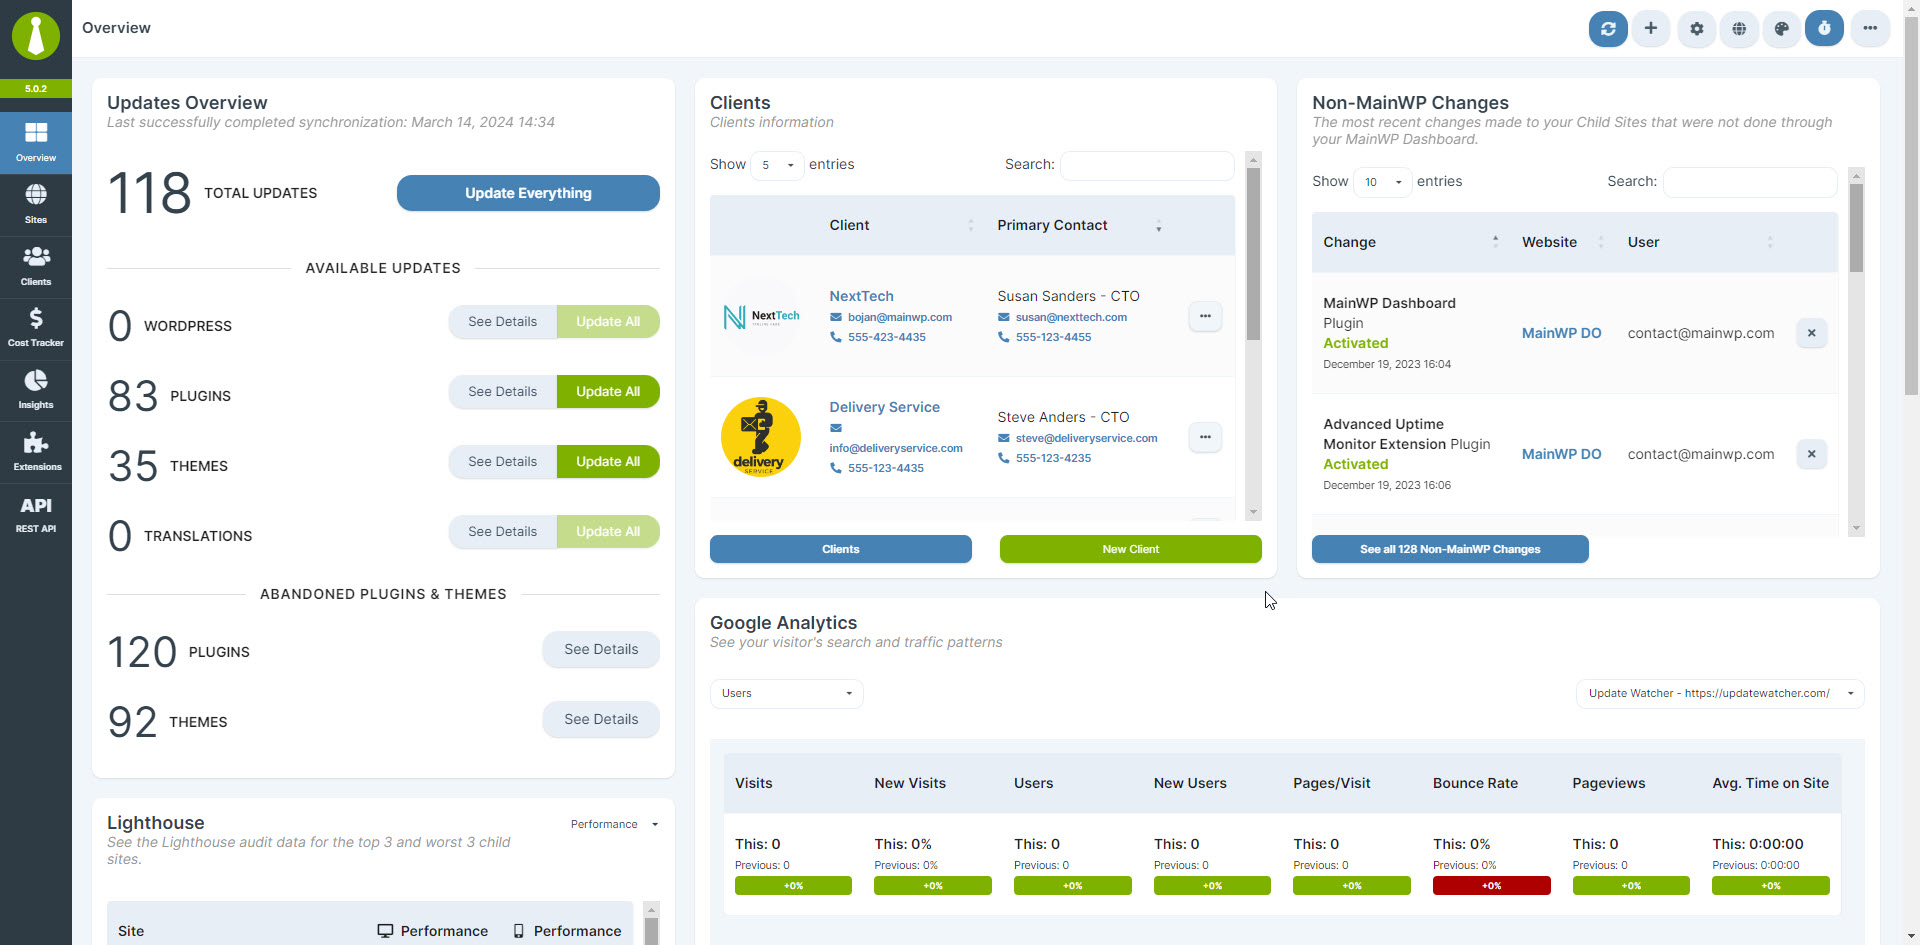 Overview
5.0.2
Overview
Sites
Clients
Cost Tracker
Insights
Extensions
API
REST API
Updates Overview
Last successfully completed synchronization: March 14, 2024 14:34
118 TOTAL UPDATES
Update Everything
AVAILABLE UPDATES
0 WORDPRESS
See Details
Update All
83 PLUGINS
See Details
Update All
35 THEMES
See Details
Update All
0 TRANSLATIONS
See Details
Update All
ABANDONED PLUGINS & THEMES
120 PLUGINS
See Details
92 THEMES
See Details
Lighthouse
Performance
See the Lighthouse audit data for the top 3 and worst 3 child
sites.
Site
Performance
Performance
Clients
Clients information
Show 5 entries
Search:
Client
Primary Contact
NextTech
NextTech
bojan@mainwp.com
555-423-4435
Susan Sanders - CTO
susan@nexttech.com
555-123-4455
delivery
SERVICE
Delivery Service
info@deliveryservice.com
555-123-4435
Steve Anders - CTO
steve@deliveryservice.com
555-123-4235
Clients
New Client
Non-MainWP Changes
The most recent changes made to your Child Sites that were not done through
your MainWP Dashboard.
Show 10 entries
Search:
Change
Website
User
MainWP Dashboard
Plugin
Activated
December 19, 2023 16:04
MainWP DO
contact@mainwp.com
Advanced Uptime
Monitor Extension Plugin
Activated
December 19, 2023 16:06
MainWP DO
contact@mainwp.com
See all 128 Non-MainWP Changes
Google Analytics
See your visitor's search and traffic patterns
Users
Update Watcher - https://updatewatcher.com/
Visits
New Visits
Users
New Users
Pages/Visit
Bounce Rate
Pageviews
Avg. Time on Site
This: 0
This: 0%
This: 0
This: 0
This: 0
This: 0%
This: 0
This: 0:00:00
Previous: 0
Previous: 0%
Previous: 0
Previous: 0
Previous: 0
Previous: 0%
Previous: 0
Previous: 0:00:00
+0%
+0%
+0%
+0%
+0%
+0%
+0%
+0%